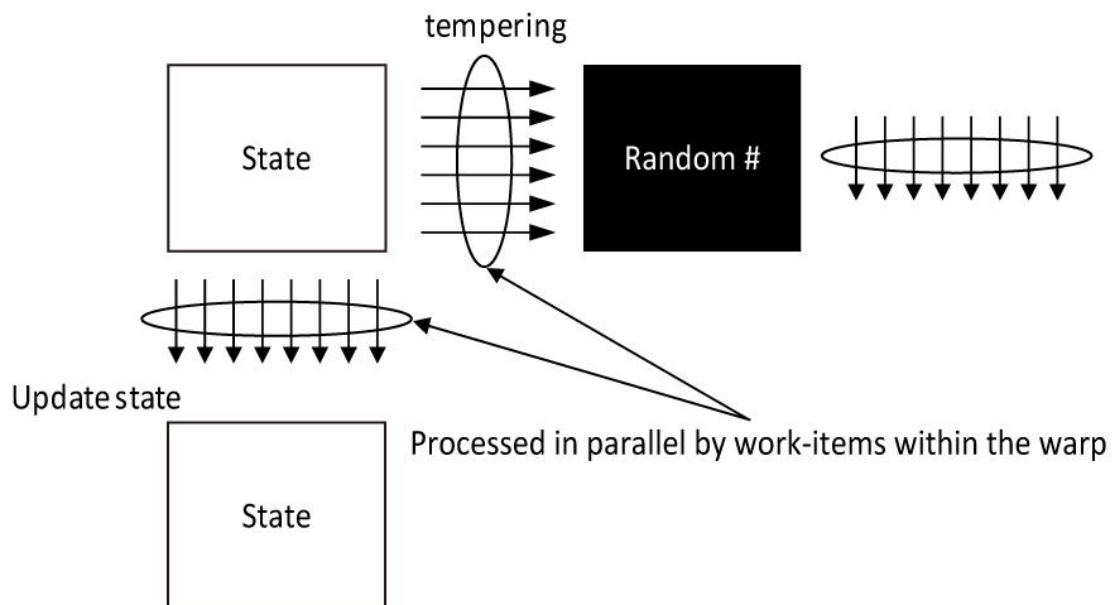 tempering
State
Random #
Update state
Processed in parallel by work-items within the warp
State